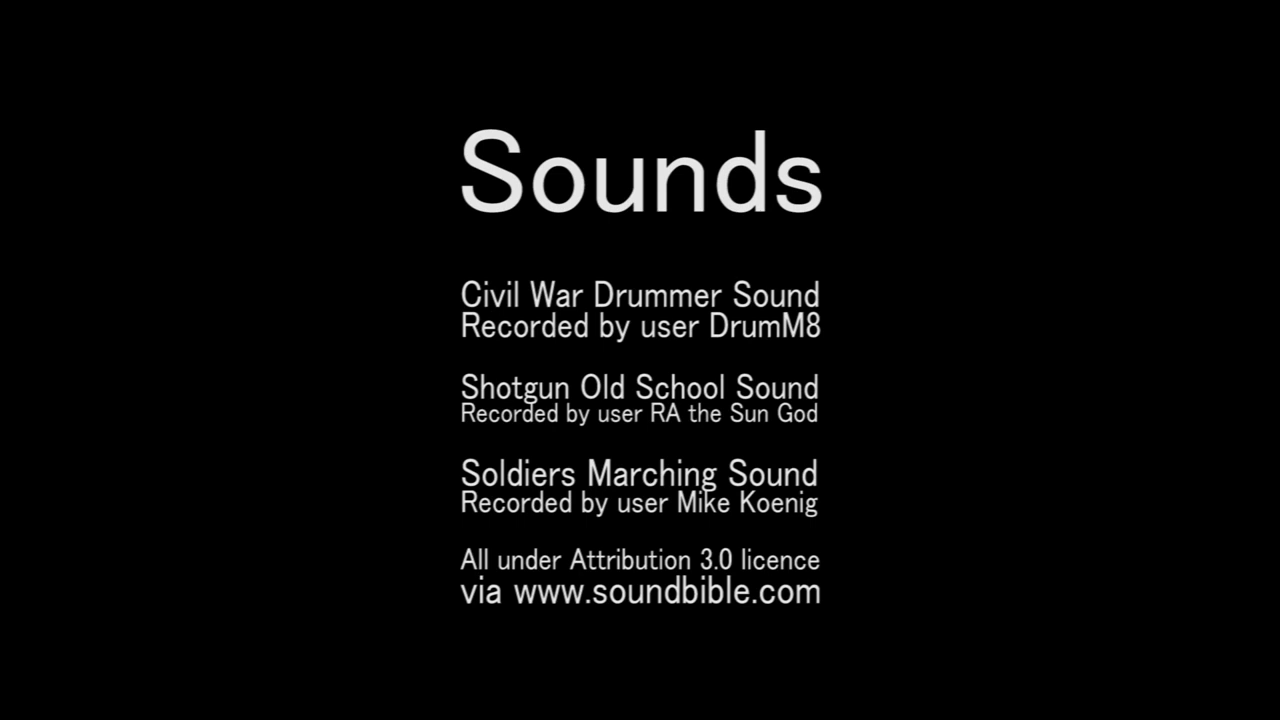 Sounds
Civil War Drummer Sound
Recorded by user DrumM8
Shotgun Old School Sound
Recorded by user RA the Sun God
Soldiers Marching Sound
Recorded by user Mike Koenig
All under Attribution 3.0 licence
via www.soundbible.com